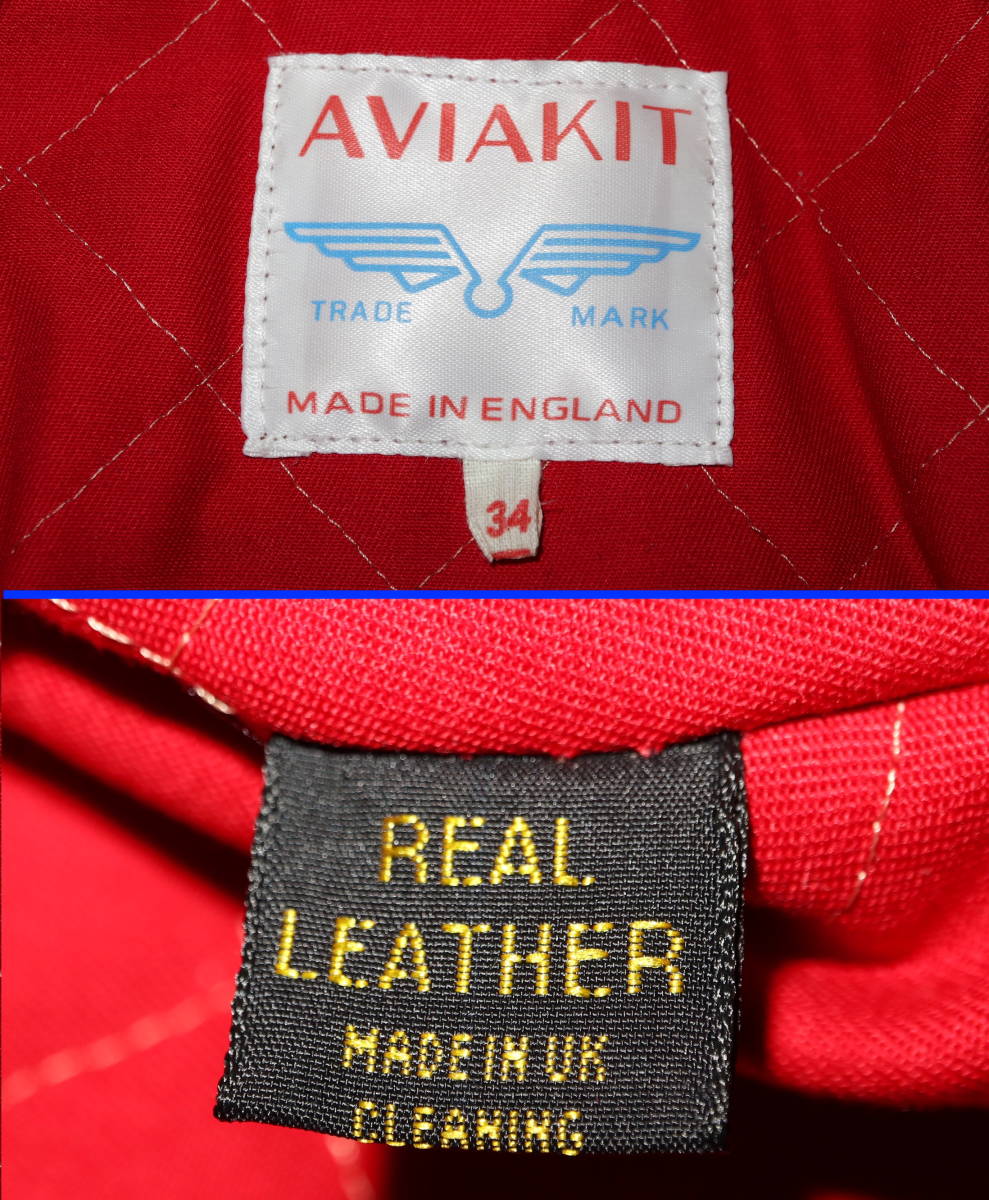 AVIAKIT
TRADE MARK
MADE IN ENGLAND
34
REAL
LEATHER
MADE IN UK
CLEANING